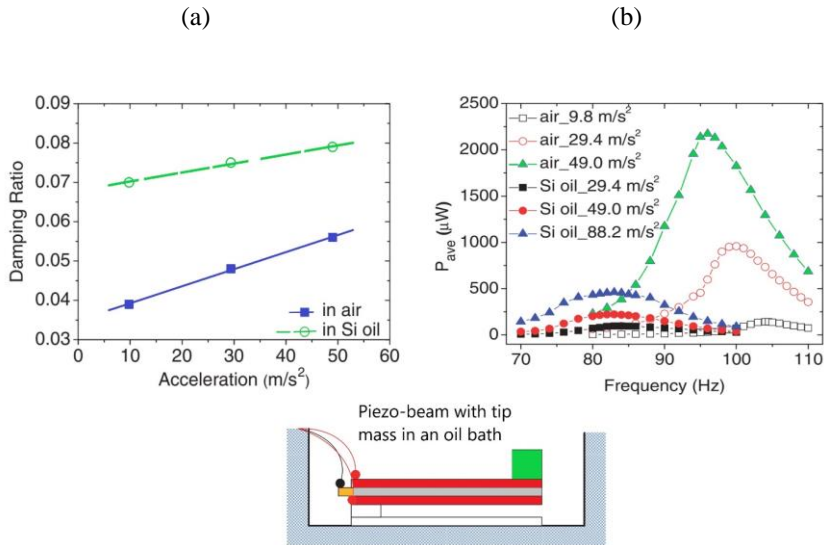 (a)
(b)
0.09
0.08
0.07
0.06
0.05
0.04
0.03
Damping Ratio
in air
in Si oil
0 10 20 30 40 50 60
Acceleration (m/s²)
2500
2000
1500
1000
500
0
P_ave (μW)
air_9.8 m/s²
air_29.4 m/s²
air_49.0 m/s²
Si oil_29.4 m/s²
Si oil_49.0 m/s²
Si oil_88.2 m/s²
70 80 90 100 110
Frequency (Hz)
Piezo-beam with tip
mass in an oil bath